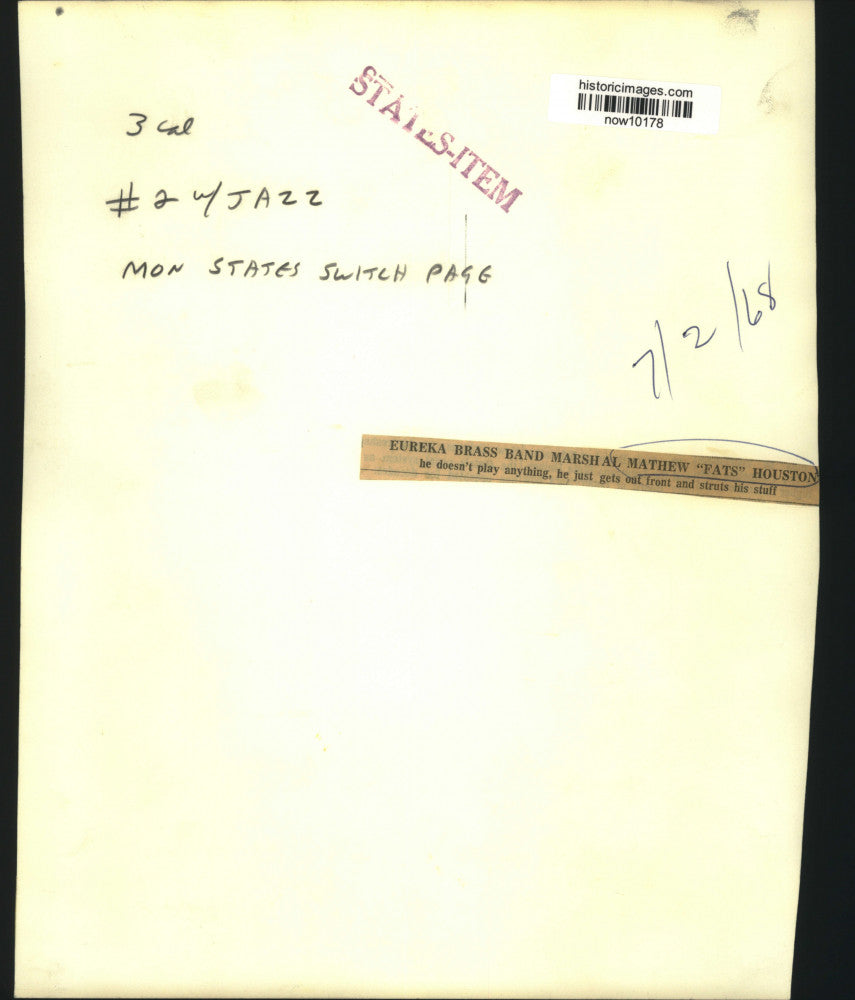 historicimages.com
now10178
STATES-ITEM
3 col
#2 w/JAZZ
MON STATES SWITCH PAGE
7/2/68
EUREKA BRASS BAND MARSHAL MATHEW "FATS" HOUSTON
he doesn't play anything, he just gets out front and struts his stuff